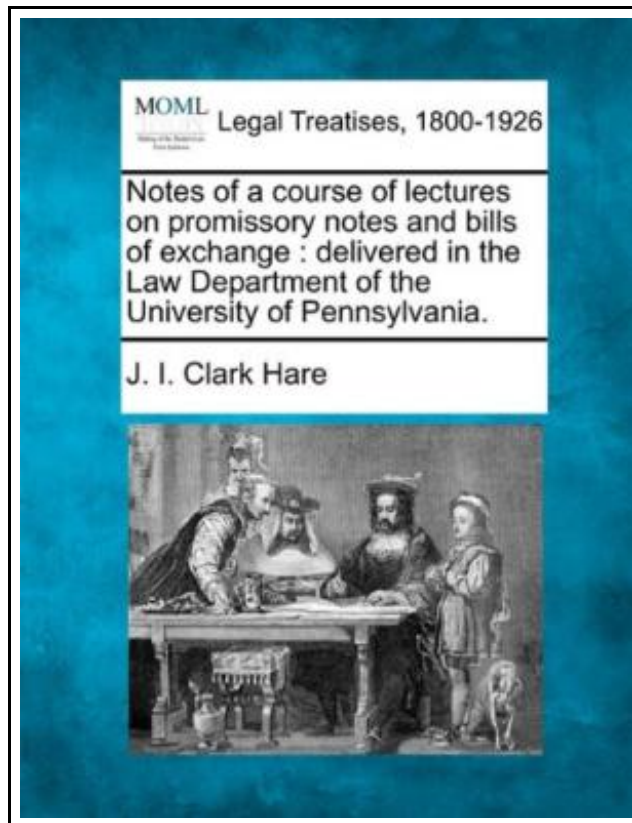 MOML
Legal Treatises, 1800-1926
Notes of a course of lectures
on promissory notes and bills
of exchange : delivered in the
Law Department of the
University of Pennsylvania.
J. I. Clark Hare